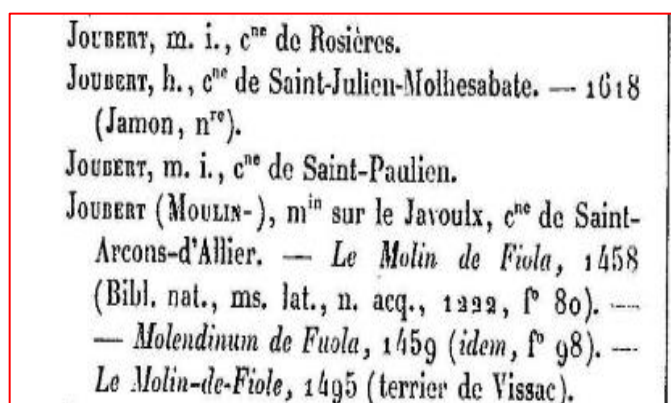 JOUBERT, m. i., cne de Rosières.
JOUBERT, h., cne de Saint-Julien-Molhesabate. — 1618
(Jamon, nre).
JOUBERT, m. i., cne de Saint-Paulien.
JOUBERT (MOULIN-), min sur le Javoulx, cne de Saint-
Arcons-d'Allier. — Le Molin de Fiola, 1458
(Bibl. nat., ms. lat., n. acq., 1222, fo 80). —
— Molendinum de Fuola, 1459 (idem, fo 98). —
Le Molin-de-Fiole, 1495 (terrier de Vissac).